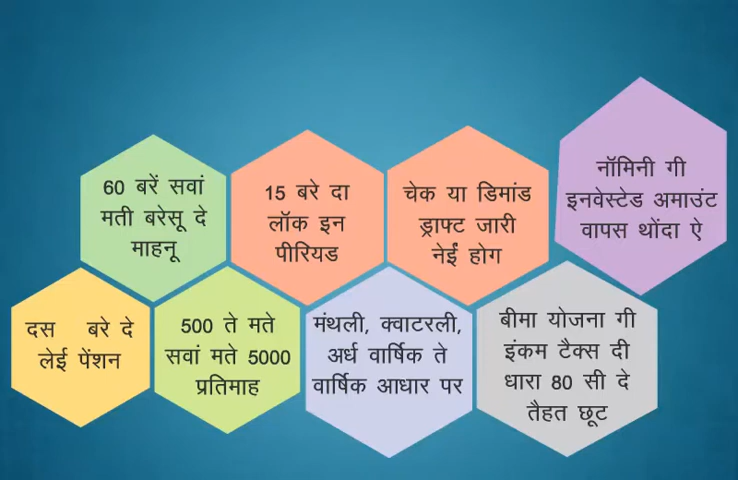 60 बरें सवां
मती बरेसू दे
माहनू
15 बरे दा
लॉक इन
पीरियड
चेक या डिमांड
ड्राफ्ट जारी
नेईं होग
नॉमिनी गी
इनवेस्टेड अमाउंट
वापस थोंदा ऐ
दस बरे दे
लेई पेंशन
500 ते मते
सवां मते 5000
प्रतिमाह
मंथली, क्वाटरली,
अर्ध वार्षिक ते
वार्षिक आधार पर
बीमा योजना गी
इंकम टैक्स दी
धारा 80 सी दे
तैहत छूट